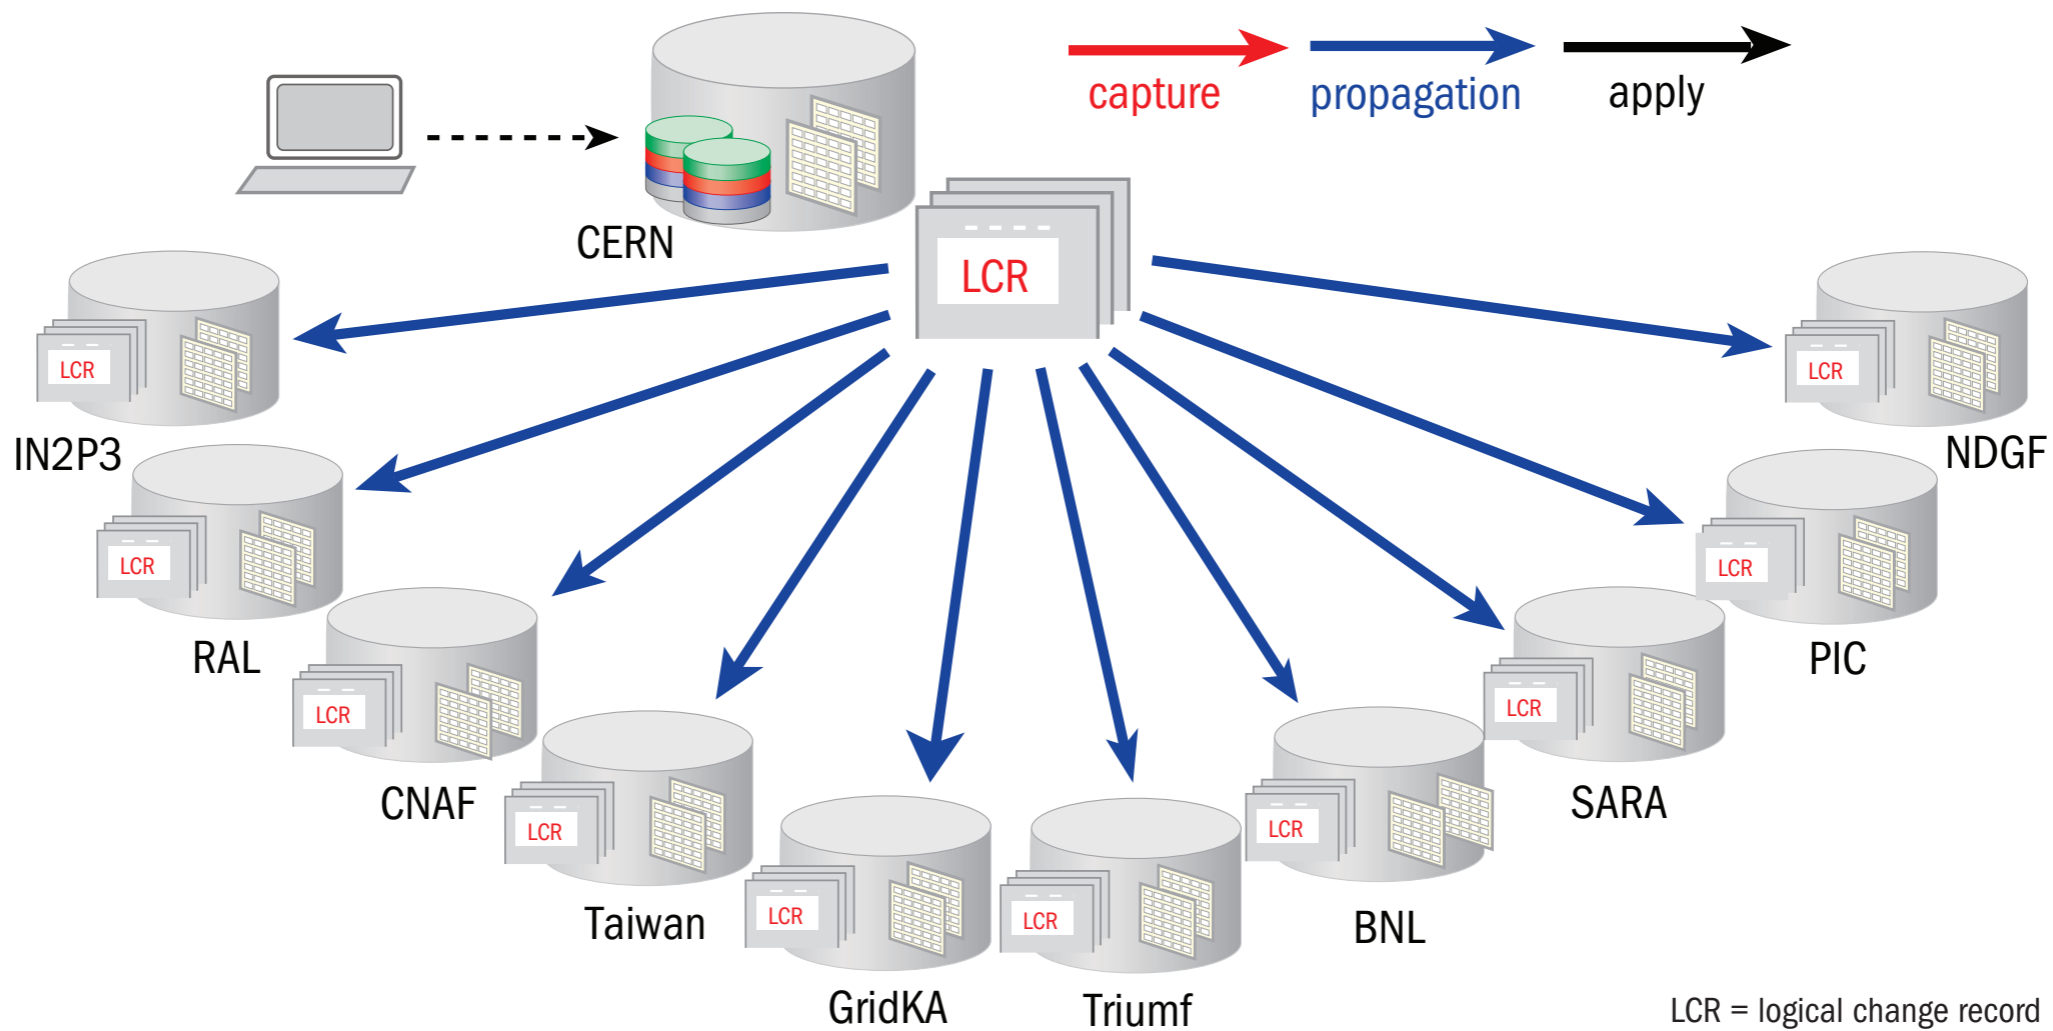 capture
propagation
apply
CERN
LCR
LCR
IN2P3
LCR
NDGF
LCR
RAL
LCR
PIC
LCR
CNAF
LCR
SARA
LCR
Taiwan
LCR
BNL
LCR
GridKA
LCR
Triumf
LCR = logical change record